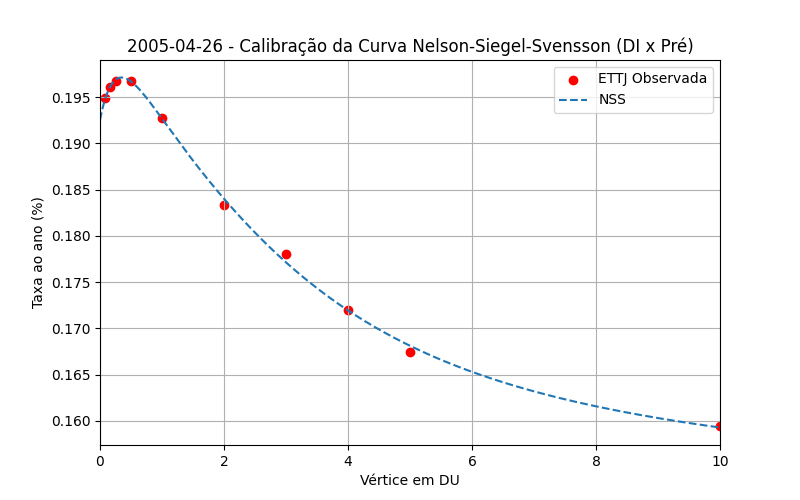 2005-04-26 - Calibração da Curva Nelson-Siegel-Svensson (DI x Pré)
ETTJ Observada
NSS
Taxa ao ano (%)
0.195
0.190
0.185
0.180
0.175
0.170
0.165
0.160
0 2 4 6 8 10
Vértice em DU